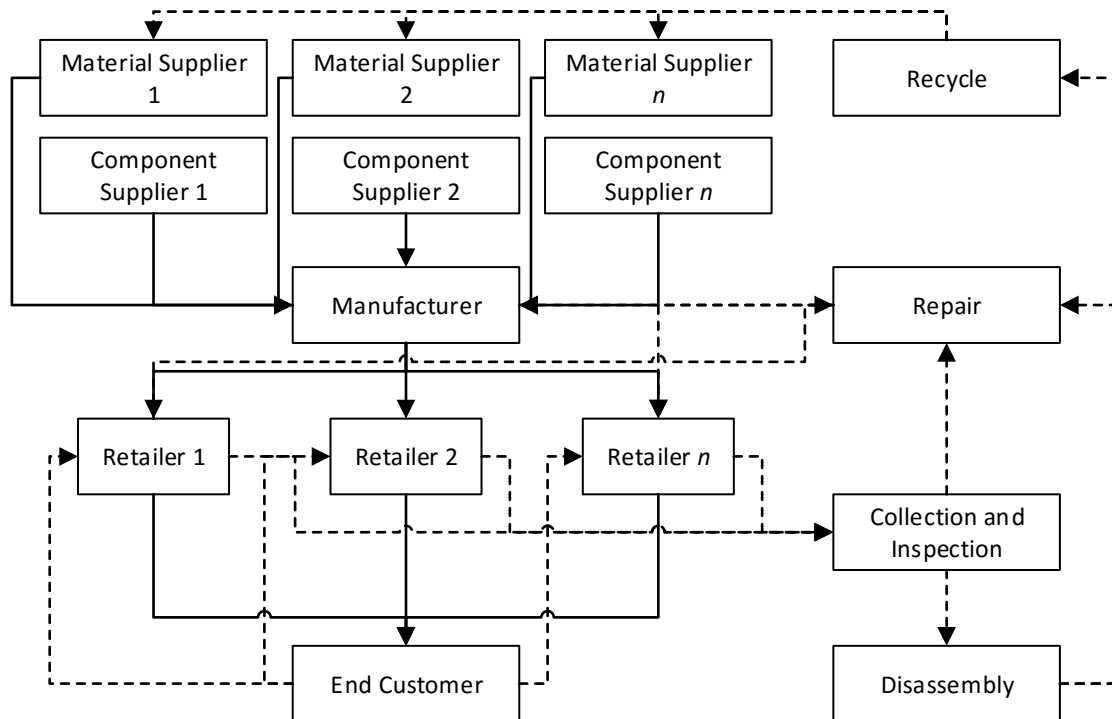 Material Supplier
1
Material Supplier
2
Material Supplier
n
Recycle
Component
Supplier 1
Component
Supplier 2
Component
Supplier n
Manufacturer
Repair
Retailer 1
Retailer 2
Retailer n
Collection and
Inspection
End Customer
Disassembly